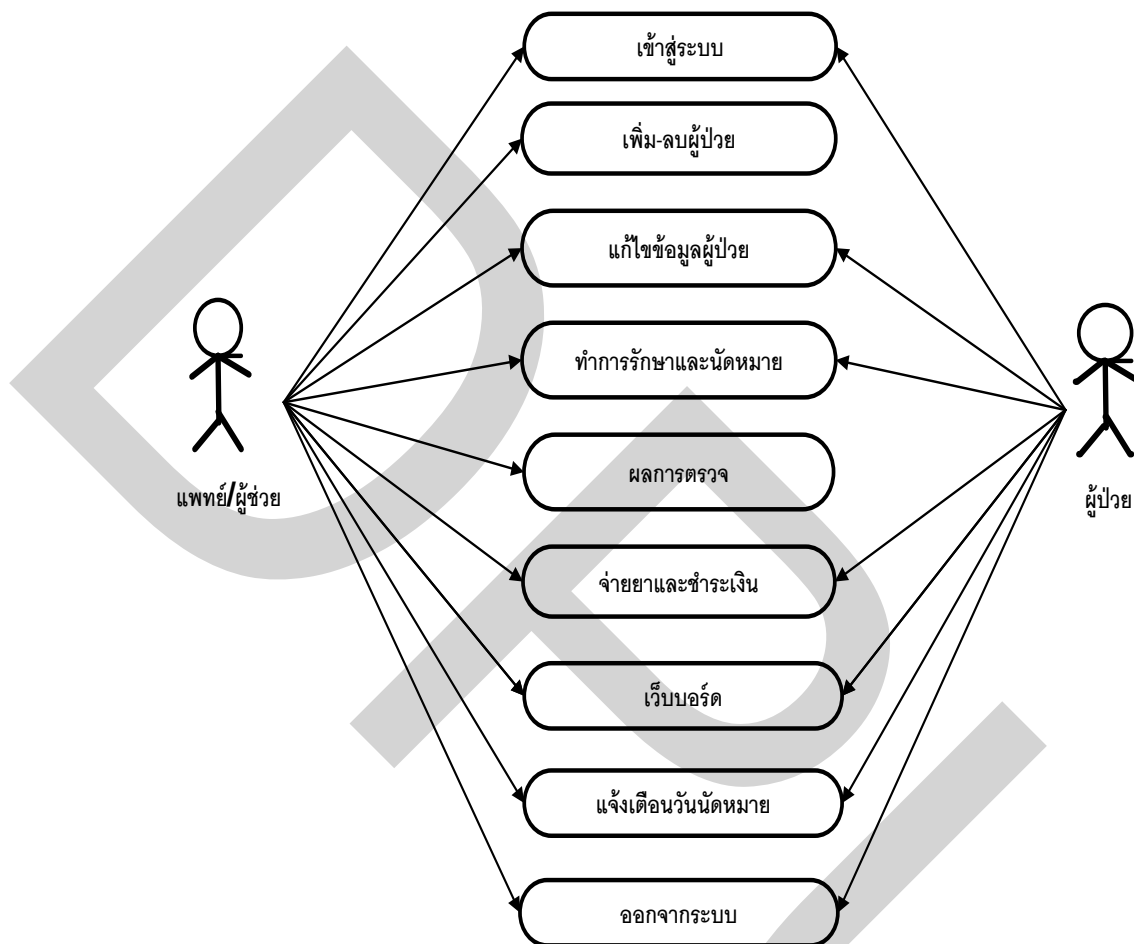 เข้าสู่ระบบ
เพิ่ม-ลบผู้ป่วย
แก้ไขข้อมูลผู้ป่วย
ทำการรักษาและนัดหมาย
ผลการตรวจ
แพทย์/ผู้ช่วย
ผู้ป่วย
จ่ายยาและชำระเงิน
เว็บบอร์ด
แจ้งเตือนวันนัดหมาย
ออกจากระบบ